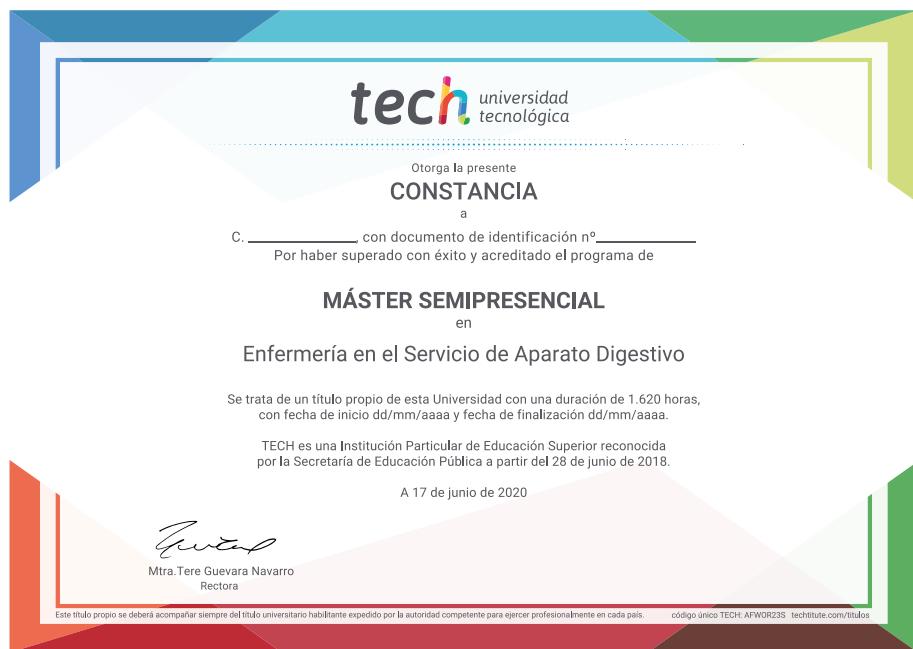 tech universidad
tecnológica
Otorga la presente
CONSTANCIA
a
C. ____________, con documento de identificación nº___________
Por haber superado con éxito y acreditado el programa de
MÁSTER SEMIPRESENCIAL
en
Enfermería en el Servicio de Aparato Digestivo
Se trata de un título propio de esta Universidad con una duración de 1.620 horas,
con fecha de inicio dd/mm/aaaa y fecha de finalización dd/mm/aaaa.
TECH es una Institución Particular de Educación Superior reconocida
por la Secretaría de Educación Pública a partir del 28 de junio de 2018.
A 17 de junio de 2020
Mtra.Tere Guevara Navarro
Rectora
Este título propio se deberá acompañar siempre del título universitario habilitante expedido por la autoridad competente para ejercer profesionalmente en cada país. código único TECH: AFWOR23S techtitute.com/titulos